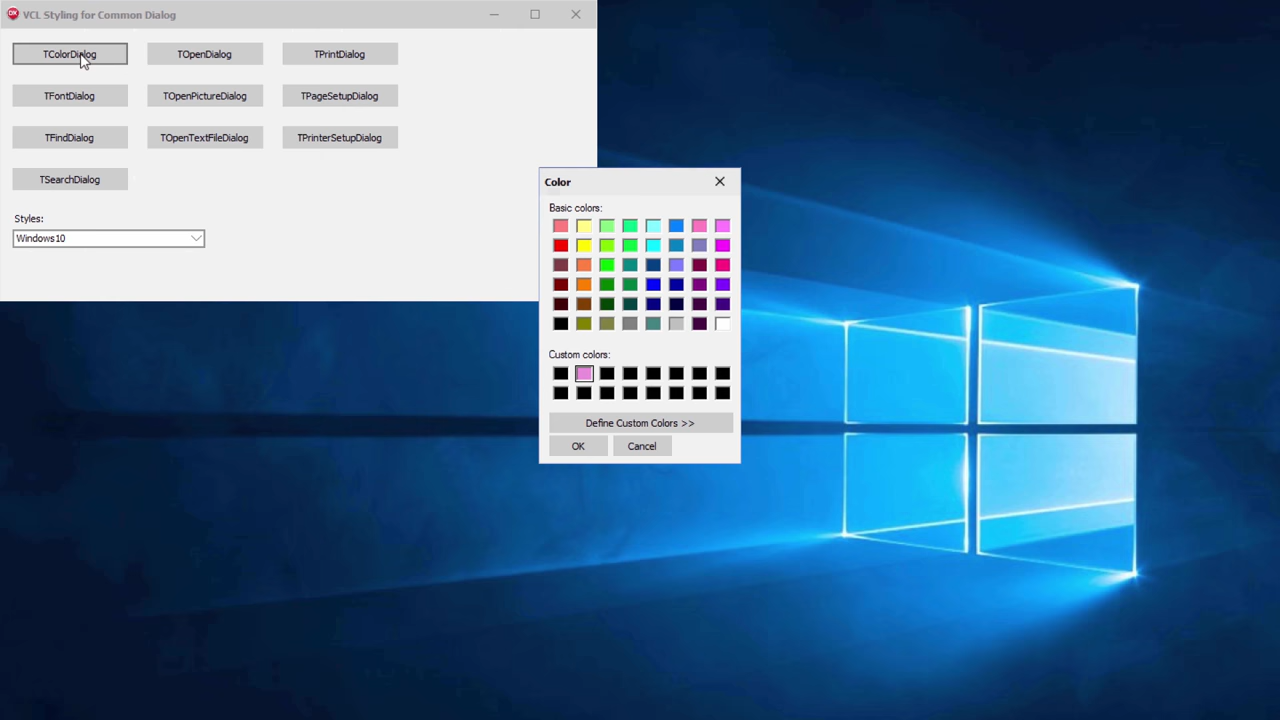 VCL Styling for Common Dialog
TColorDialog TOpenDialog TPrintDialog
TFontDialog TOpenPictureDialog TPageSetupDialog
TFindDialog TOpenTextFileDialog TPrinterSetupDialog
TSearchDialog
Styles:
Windows10
Color
Basic colors:
Custom colors:
Define Custom Colors >>
OK Cancel